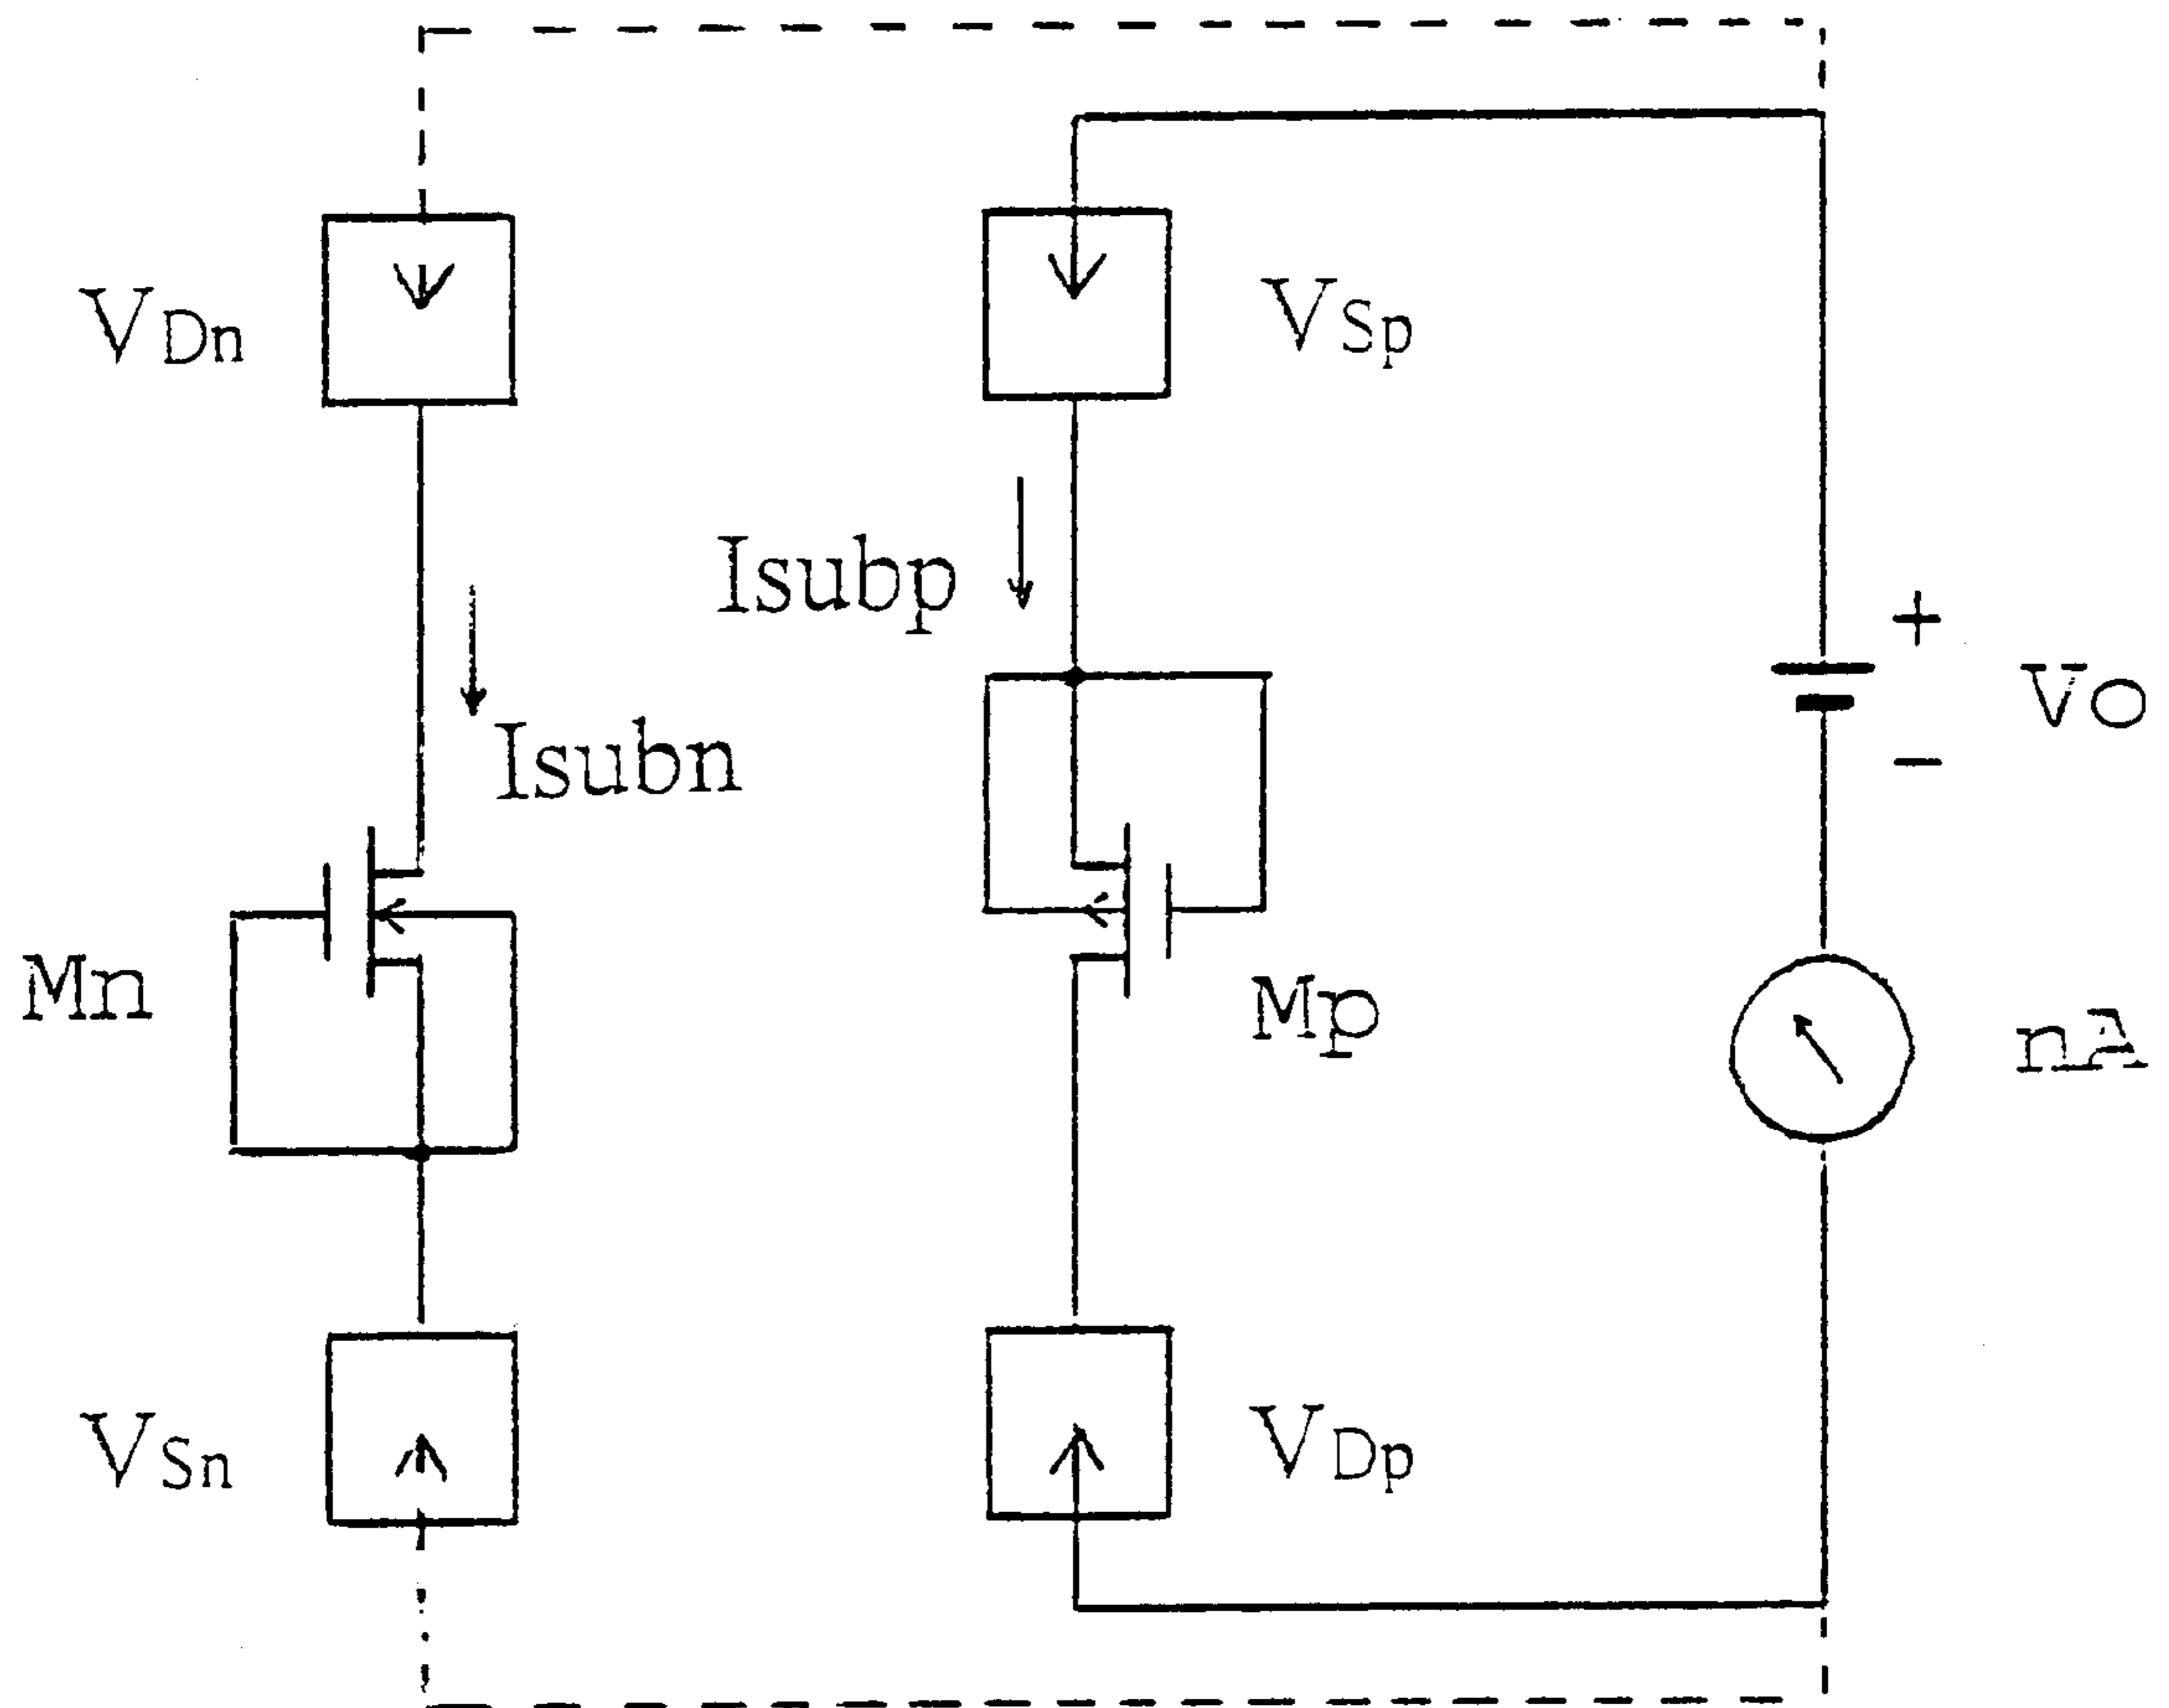 VDn
VSp
Isubp
Isubn
+
Vo
−
Mn
Mp
nA
VSn
VDp